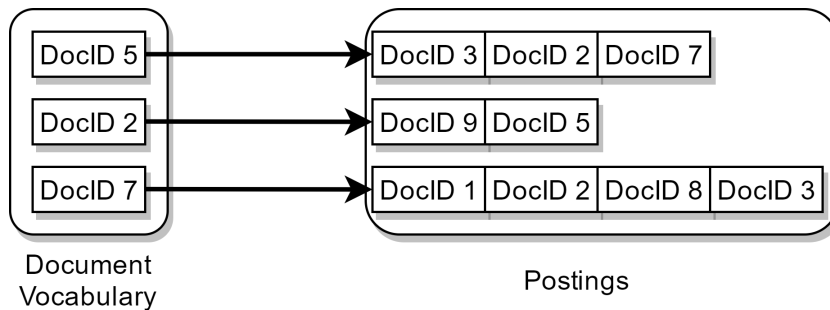 DocID 5 DocID 3 DocID 2 DocID 7
DocID 2 DocID 9 DocID 5
DocID 7 DocID 1 DocID 2 DocID 8 DocID 3
Document
Vocabulary
Postings